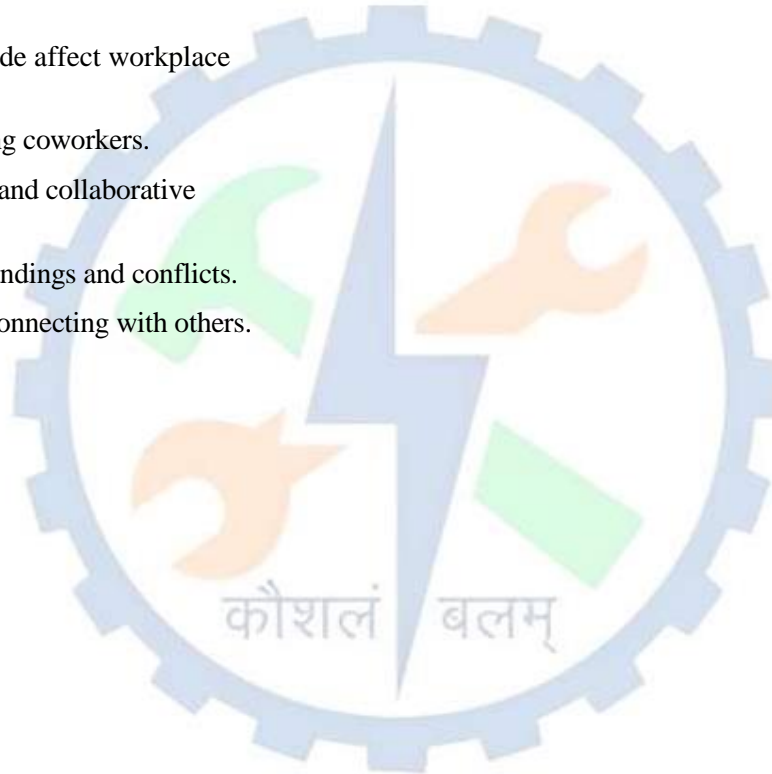 de affect workplace
g coworkers.
and collaborative
ndings and conflicts.
onnecting with others.
कौशलं बलम्